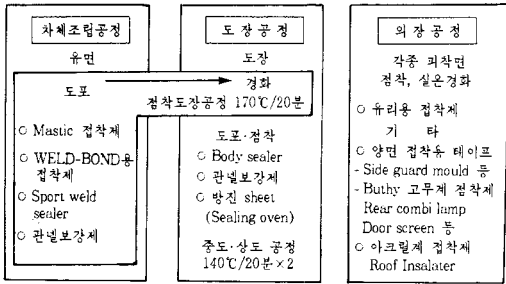 차체조립공정
유면
도포
○ Mastic 접착제
○ WELD-BOND용
접착제
○ Sport weld
sealer
○ 판넬보강제
도 장 공 정
도장
경화
점착도장공정 170℃/20분
도포·점착
○ Body sealer
○ 판넬보강제
○ 방진 sheet
(Sealing oven)
중도·상도 공정
140℃/20분×2
의 장 공 정
각종 피착면
점착, 실온경화
○ 유리용 접착제
기 타
○ 양면 접착용 테이프
- Side guard mould 등
- Buthy 고무계 점착제
Rear combi lamp
Door screen 등
○ 아크릴계 접착제
Roof Insalater